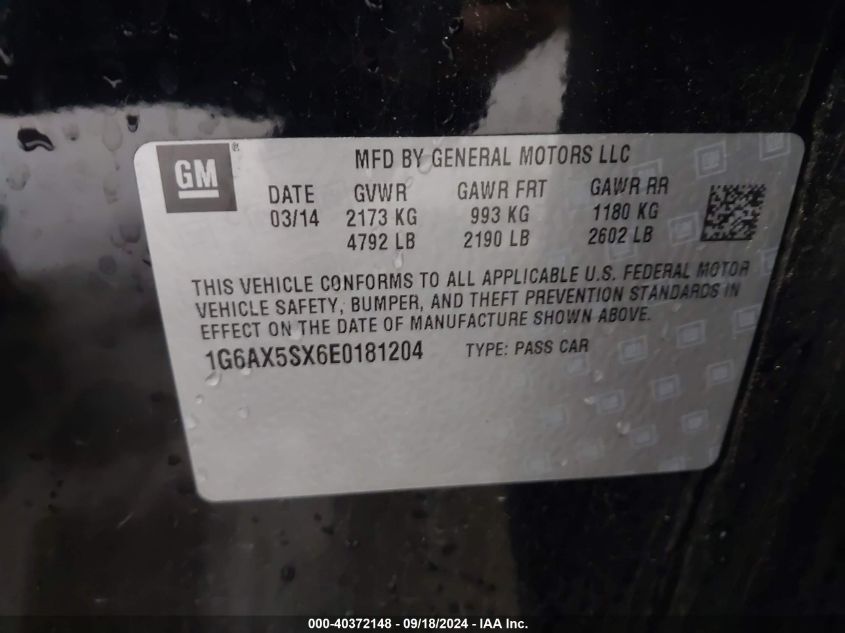 GM®
MFD BY GENERAL MOTORS LLC
DATE GVWR GAWR FRT GAWR RR
03/14 2173 KG 993 KG 1180 KG
4792 LB 2190 LB 2602 LB
THIS VEHICLE CONFORMS TO ALL APPLICABLE U.S. FEDERAL MOTOR
VEHICLE SAFETY, BUMPER, AND THEFT PREVENTION STANDARDS IN
EFFECT ON THE DATE OF MANUFACTURE SHOWN ABOVE.
1G6AX5SX6E0181204 TYPE: PASS CAR
000-40372148 - 09/18/2024 - IAA Inc.